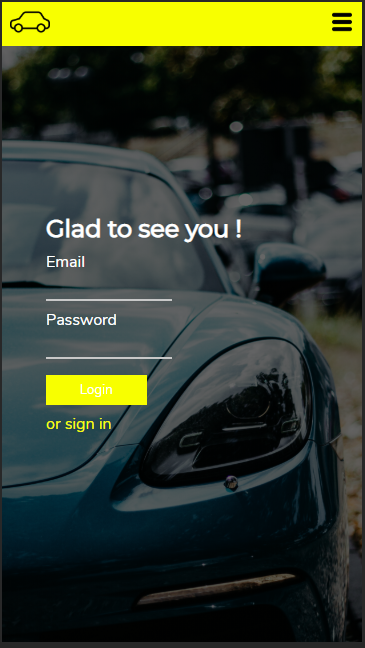 Glad to see you !
Email
Password
Login
or sign in